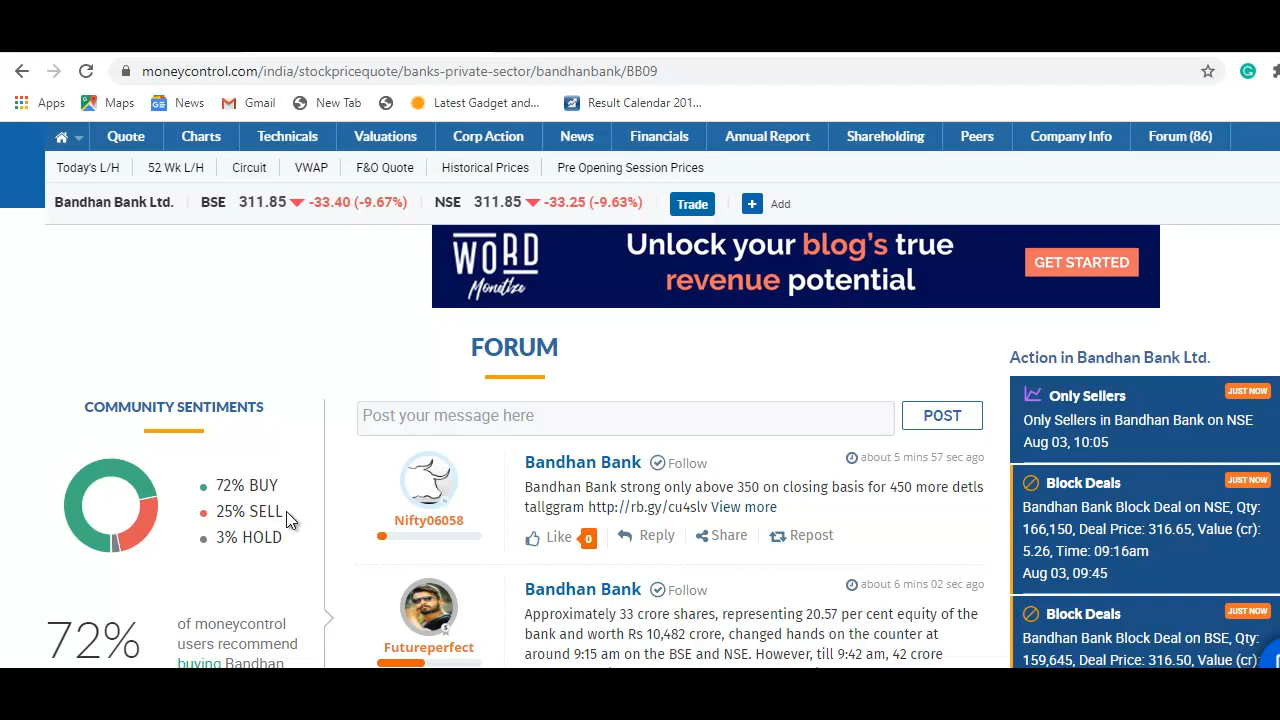 moneycontrol.com/india/stockpricequote/banks-private-sector/bandhanbank/BB09
Apps Maps News Gmail New Tab Latest Gadget and... Result Calendar 201...
Quote Charts Technicals Valuations Corp Action News Financials Annual Report Shareholding Peers Company Info Forum (86)
Today's L/H 52 Wk L/H Circuit VWAP F&O Quote Historical Prices Pre Opening Session Prices
Bandhan Bank Ltd. BSE 311.85 -33.40 (-9.67%) NSE 311.85 -33.25 (-9.63%) Trade + Add
WORD
Monetize
Unlock your blog's true
revenue potential
GET STARTED
FORUM
COMMUNITY SENTIMENTS
72% BUY
25% SELL
3% HOLD
72%
of moneycontrol
users recommend
buying Bandhan
Post your message here POST
Bandhan Bank Follow about 5 mins 57 sec ago
Bandhan Bank strong only above 350 on closing basis for 450 more detls
tallggram http://rb.gy/cu4slv View more
Nifty06058
Like 0 Reply Share Repost
Bandhan Bank Follow about 6 mins 02 sec ago
Approximately 33 crore shares, representing 20.57 per cent equity of the
bank and worth Rs 10,482 crore, changed hands on the counter at
around 9:15 am on the BSE and NSE. However, till 9:42 am, 42 crore
Futureperfect
Action in Bandhan Bank Ltd.
Only Sellers JUST NOW
Only Sellers in Bandhan Bank on NSE
Aug 03, 10:05
Block Deals JUST NOW
Bandhan Bank Block Deal on NSE, Qty:
166,150, Deal Price: 316.65, Value (cr):
5.26, Time: 09:16am
Aug 03, 09:45
Block Deals JUST NOW
Bandhan Bank Block Deal on BSE, Qty:
159,645, Deal Price: 316.50, Value (cr):